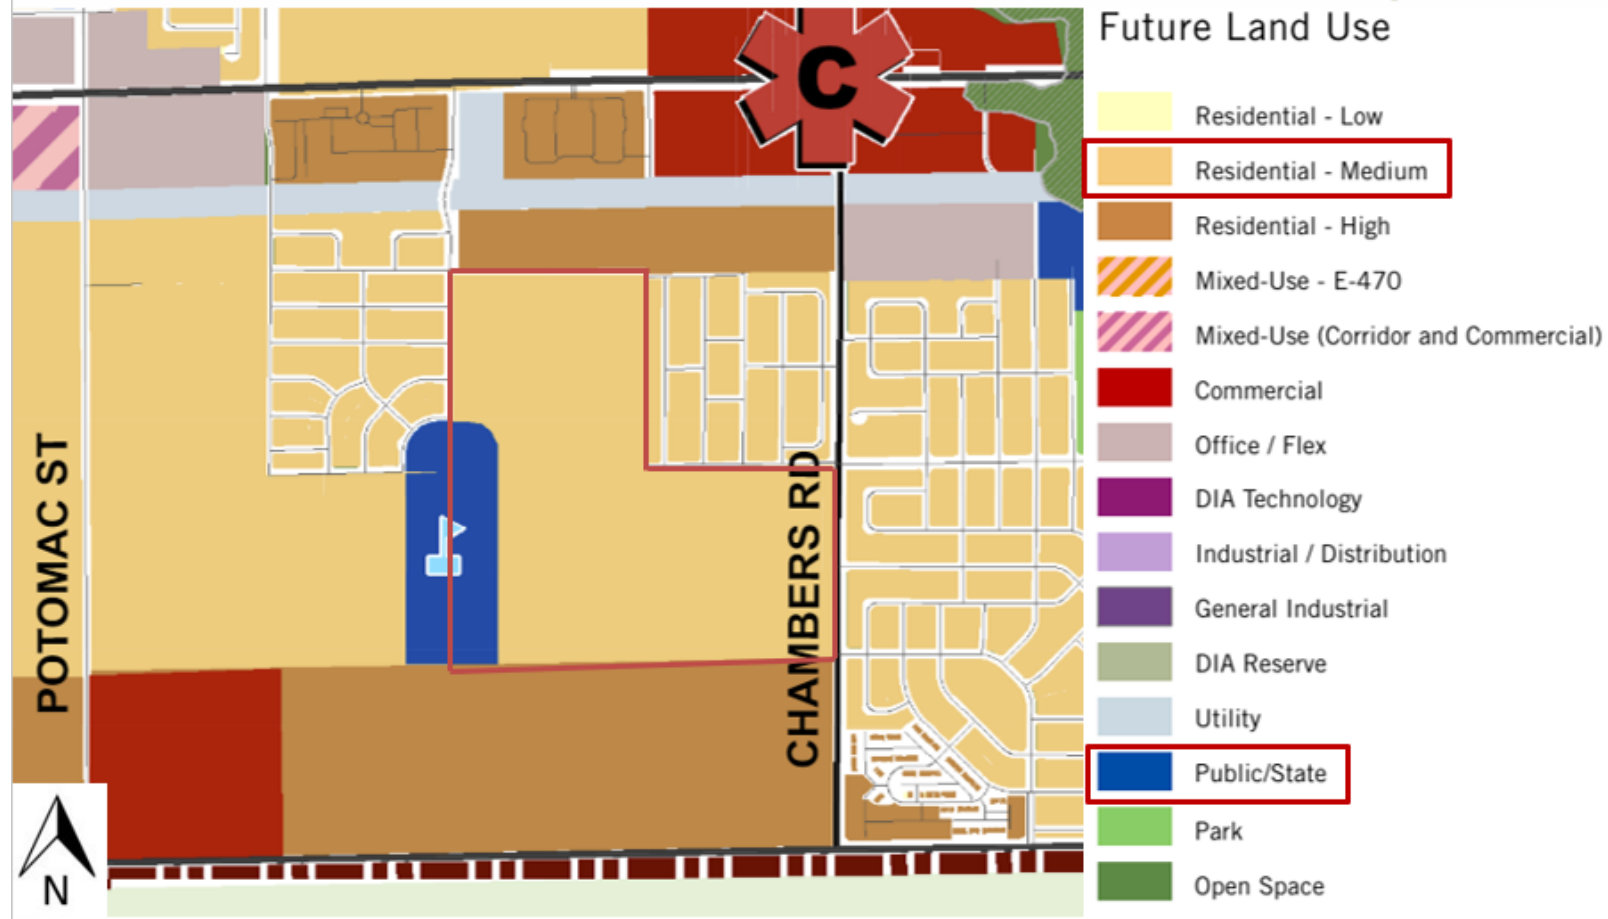 C
POTOMAC ST
CHAMBERS RD
N
Future Land Use
Residential - Low
Residential - Medium
Residential - High
Mixed-Use - E-470
Mixed-Use (Corridor and Commercial)
Commercial
Office / Flex
DIA Technology
Industrial / Distribution
General Industrial
DIA Reserve
Utility
Public/State
Park
Open Space